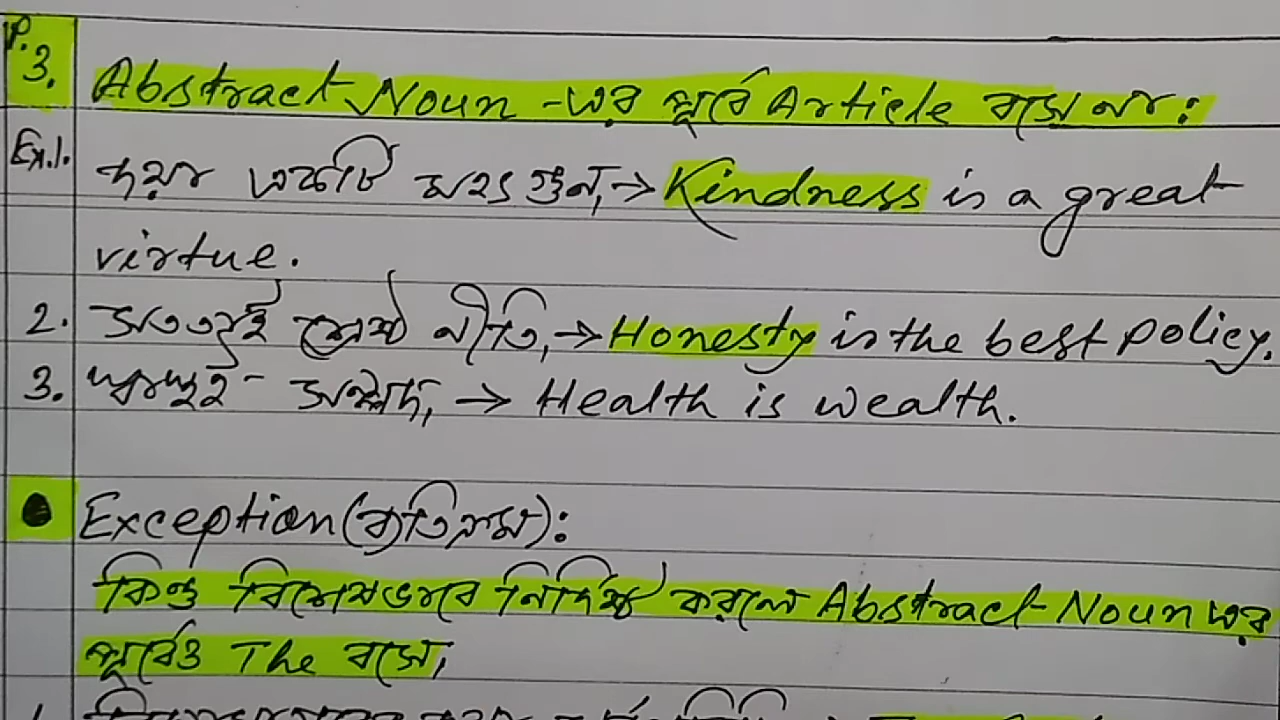 P.3. Abstract Noun -এর পূর্বে Article বসে না:
Ex.1. দয়া একটি মহৎ গুন,→ Kindness is a great
virtue.
2. সততাই শ্রেষ্ঠ নীতি,→ Honesty is the best policy.
3. স্বাস্থ্যই সম্পদ, → Health is wealth.
● Exception (ব্যতিক্রম):
কিন্তু বিশেষভাবে নির্দিষ্ট করলে Abstract Noun এর
পূর্বেও The বসে,
1.